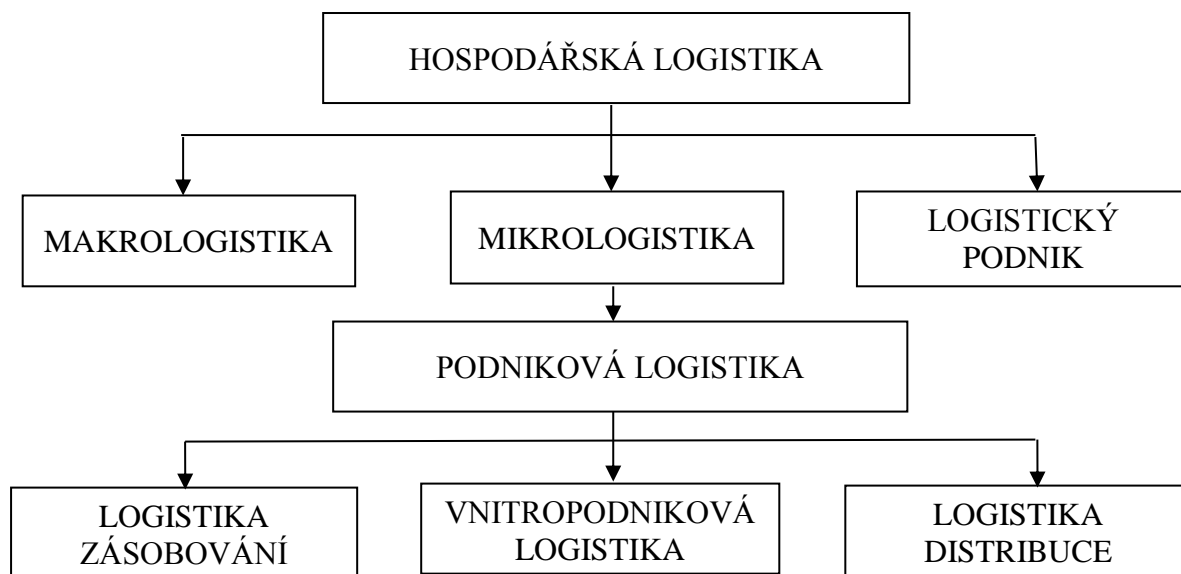 HOSPODÁŘSKÁ LOGISTIKA
MAKROLOGISTIKA
MIKROLOGISTIKA
LOGISTICKÝ
PODNIK
PODNIKOVÁ LOGISTIKA
LOGISTIKA
ZÁSOBOVÁNÍ
VNITROPODNIKOVÁ
LOGISTIKA
LOGISTIKA
DISTRIBUCE